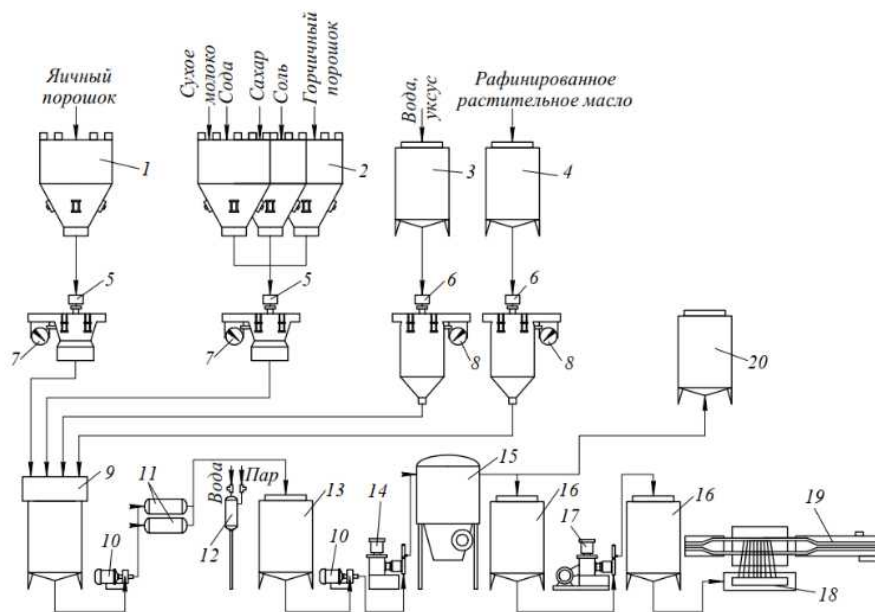 Яичный
порошок
Сухое
молоко
Сода
Сахар
Соль
Горчичный
порошок
Вода,
уксус
Рафинированное
растительное масло
1
2
3
4
5
5
6
6
7
7
8
8
20
9
11
Вода
Пар
13
14
15
12
16
17
16
19
10
10
18